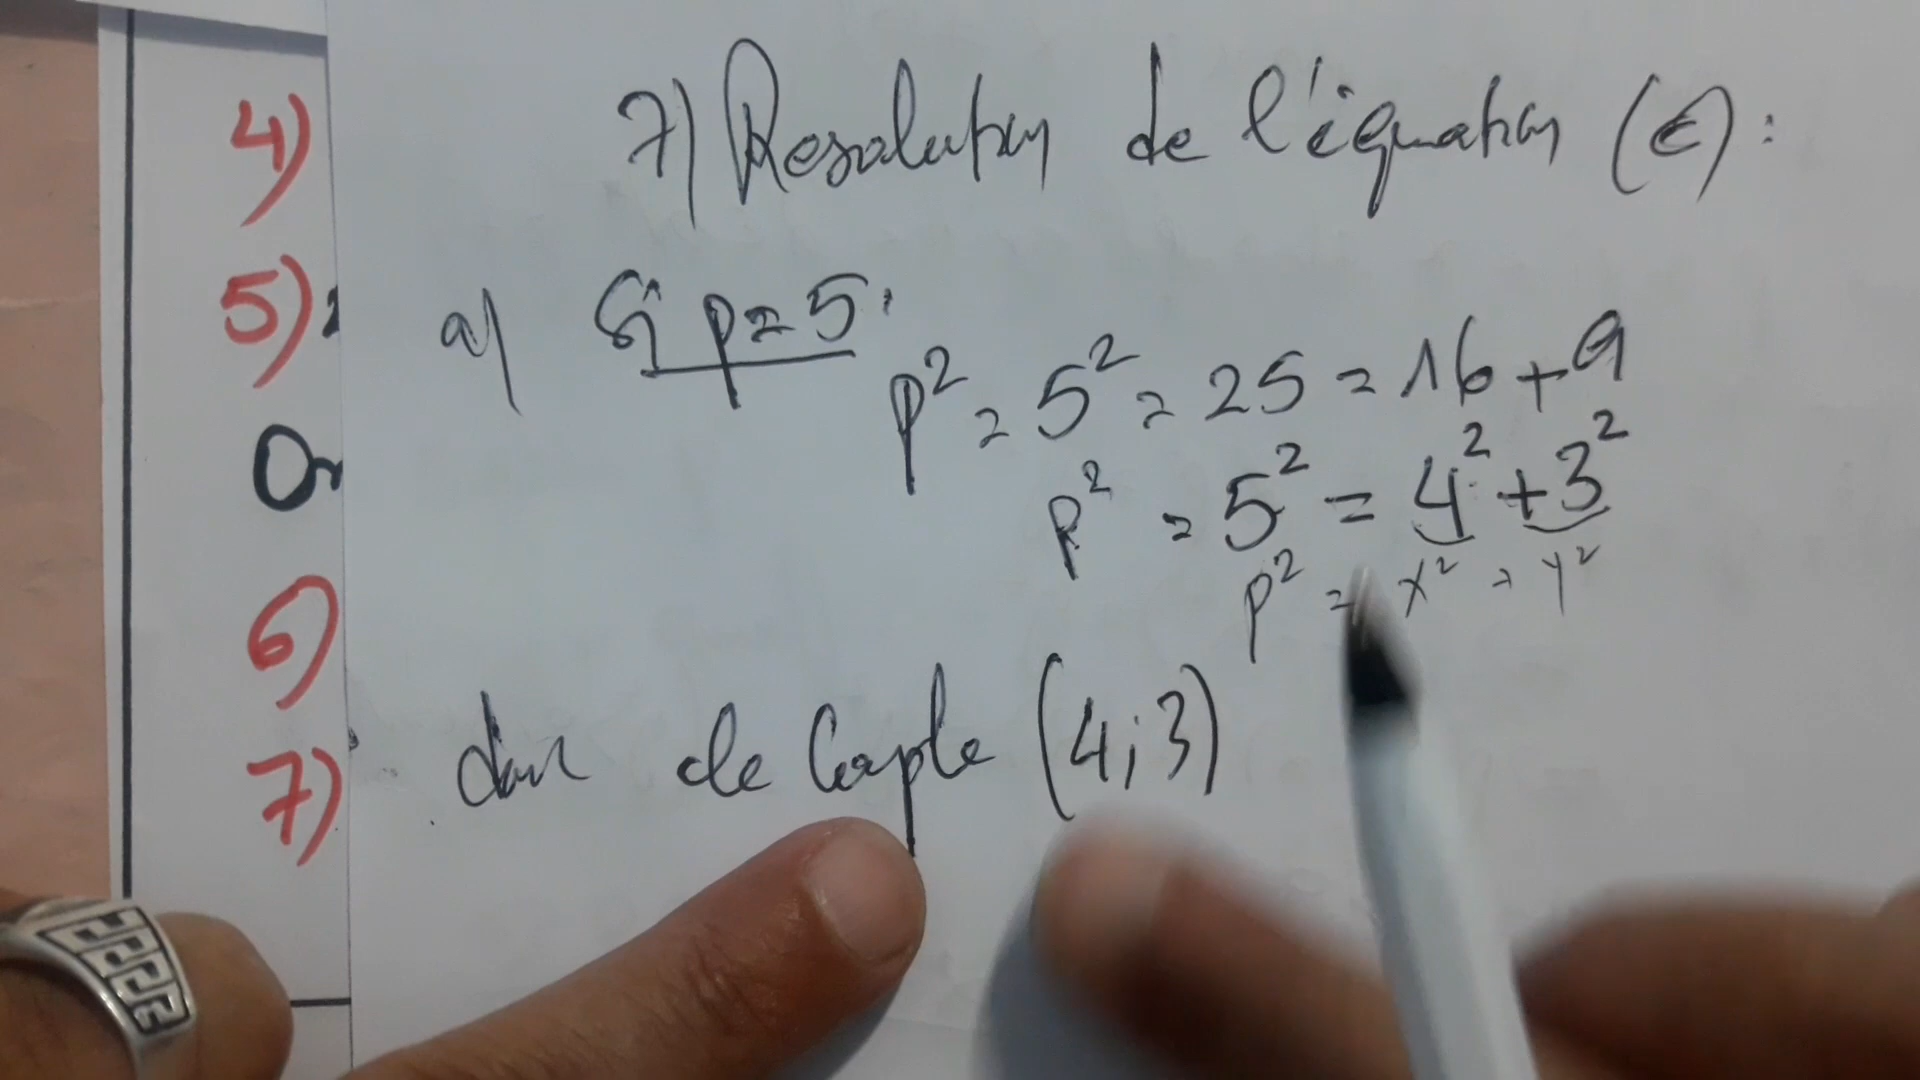 4)
5)
On
6)
7)
7) Resolution de l'équation (E) :
a) Si p = 5.
p² = 5² = 25 = 16 + 9
p² = 5² = 4² + 3²
p² = x² + y²
donc le Couple (4;3)